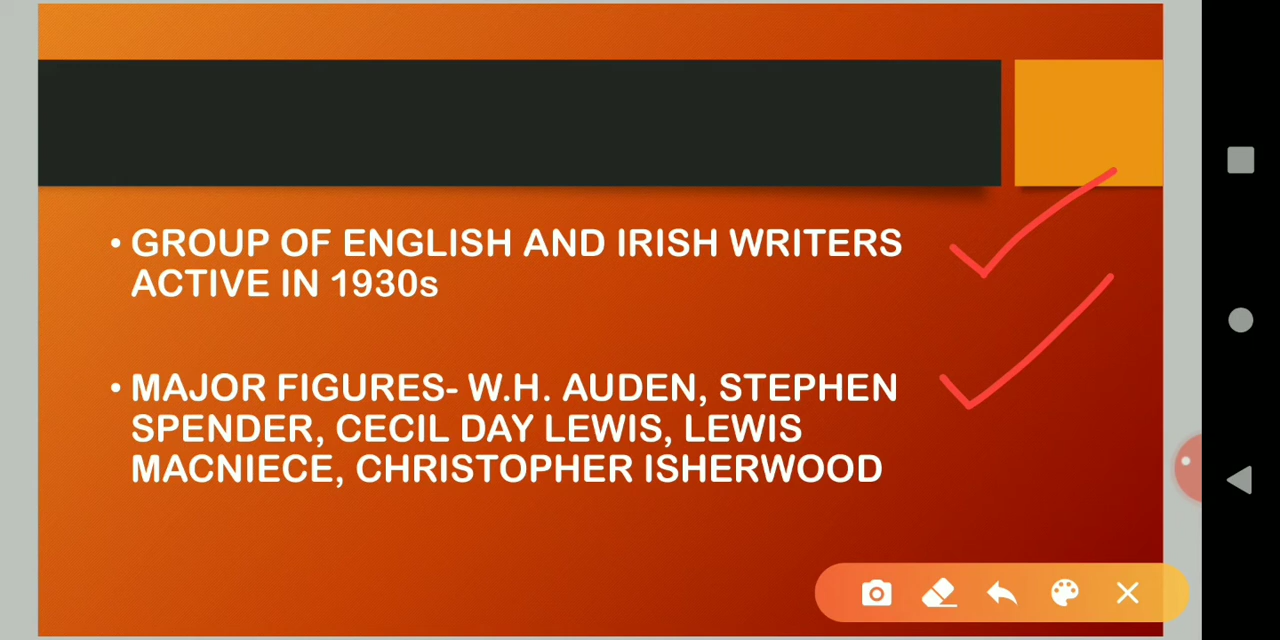 • GROUP OF ENGLISH AND IRISH WRITERS
ACTIVE IN 1930s
• MAJOR FIGURES- W.H. AUDEN, STEPHEN
SPENDER, CECIL DAY LEWIS, LEWIS
MACNIECE, CHRISTOPHER ISHERWOOD